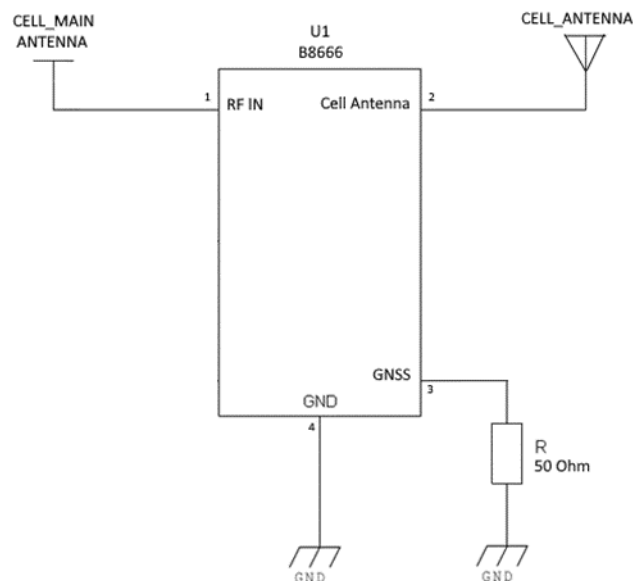 CELL_MAIN
ANTENNA
U1
B8666
CELL_ANTENNA
1
RF IN
Cell Antenna
2
GNSS
3
GND
4
R
50 Ohm
GND
GND